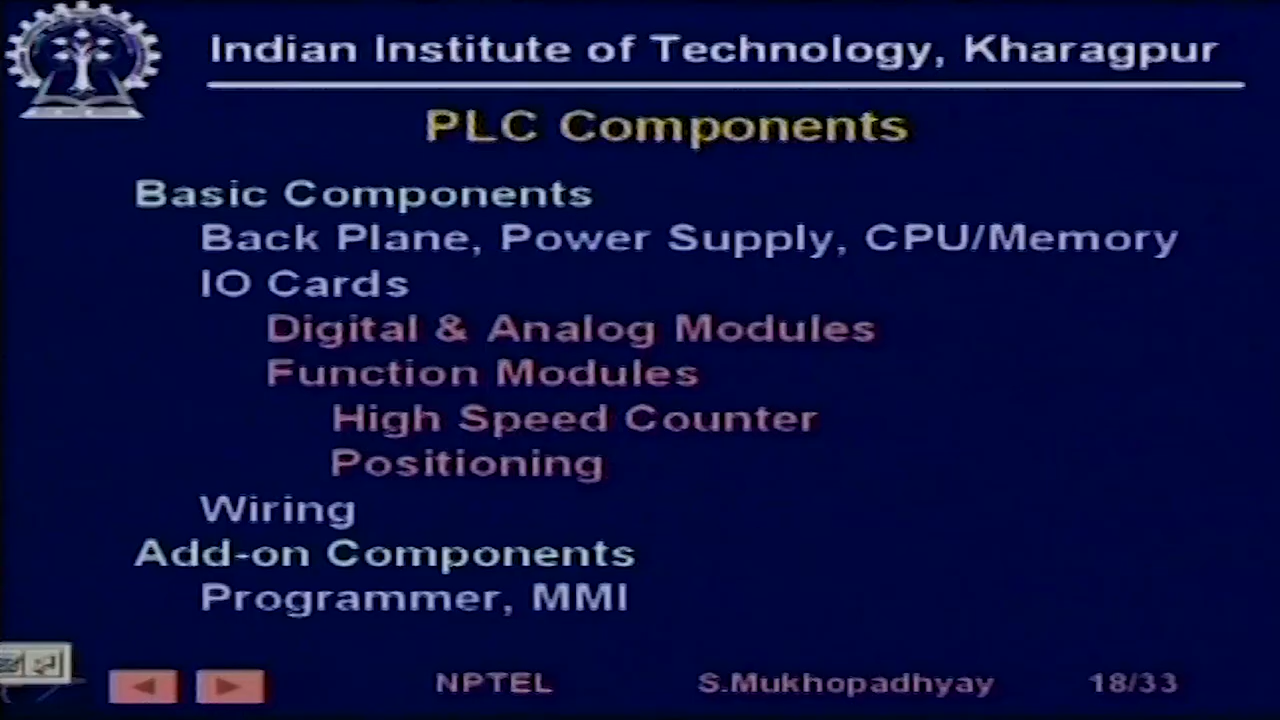 Indian Institute of Technology, Kharagpur
PLC Components
Basic Components
Back Plane, Power Supply, CPU/Memory
IO Cards
Digital & Analog Modules
Function Modules
High Speed Counter
Positioning
Wiring
Add-on Components
Programmer, MMI
NPTEL S.Mukhopadhyay 18/33